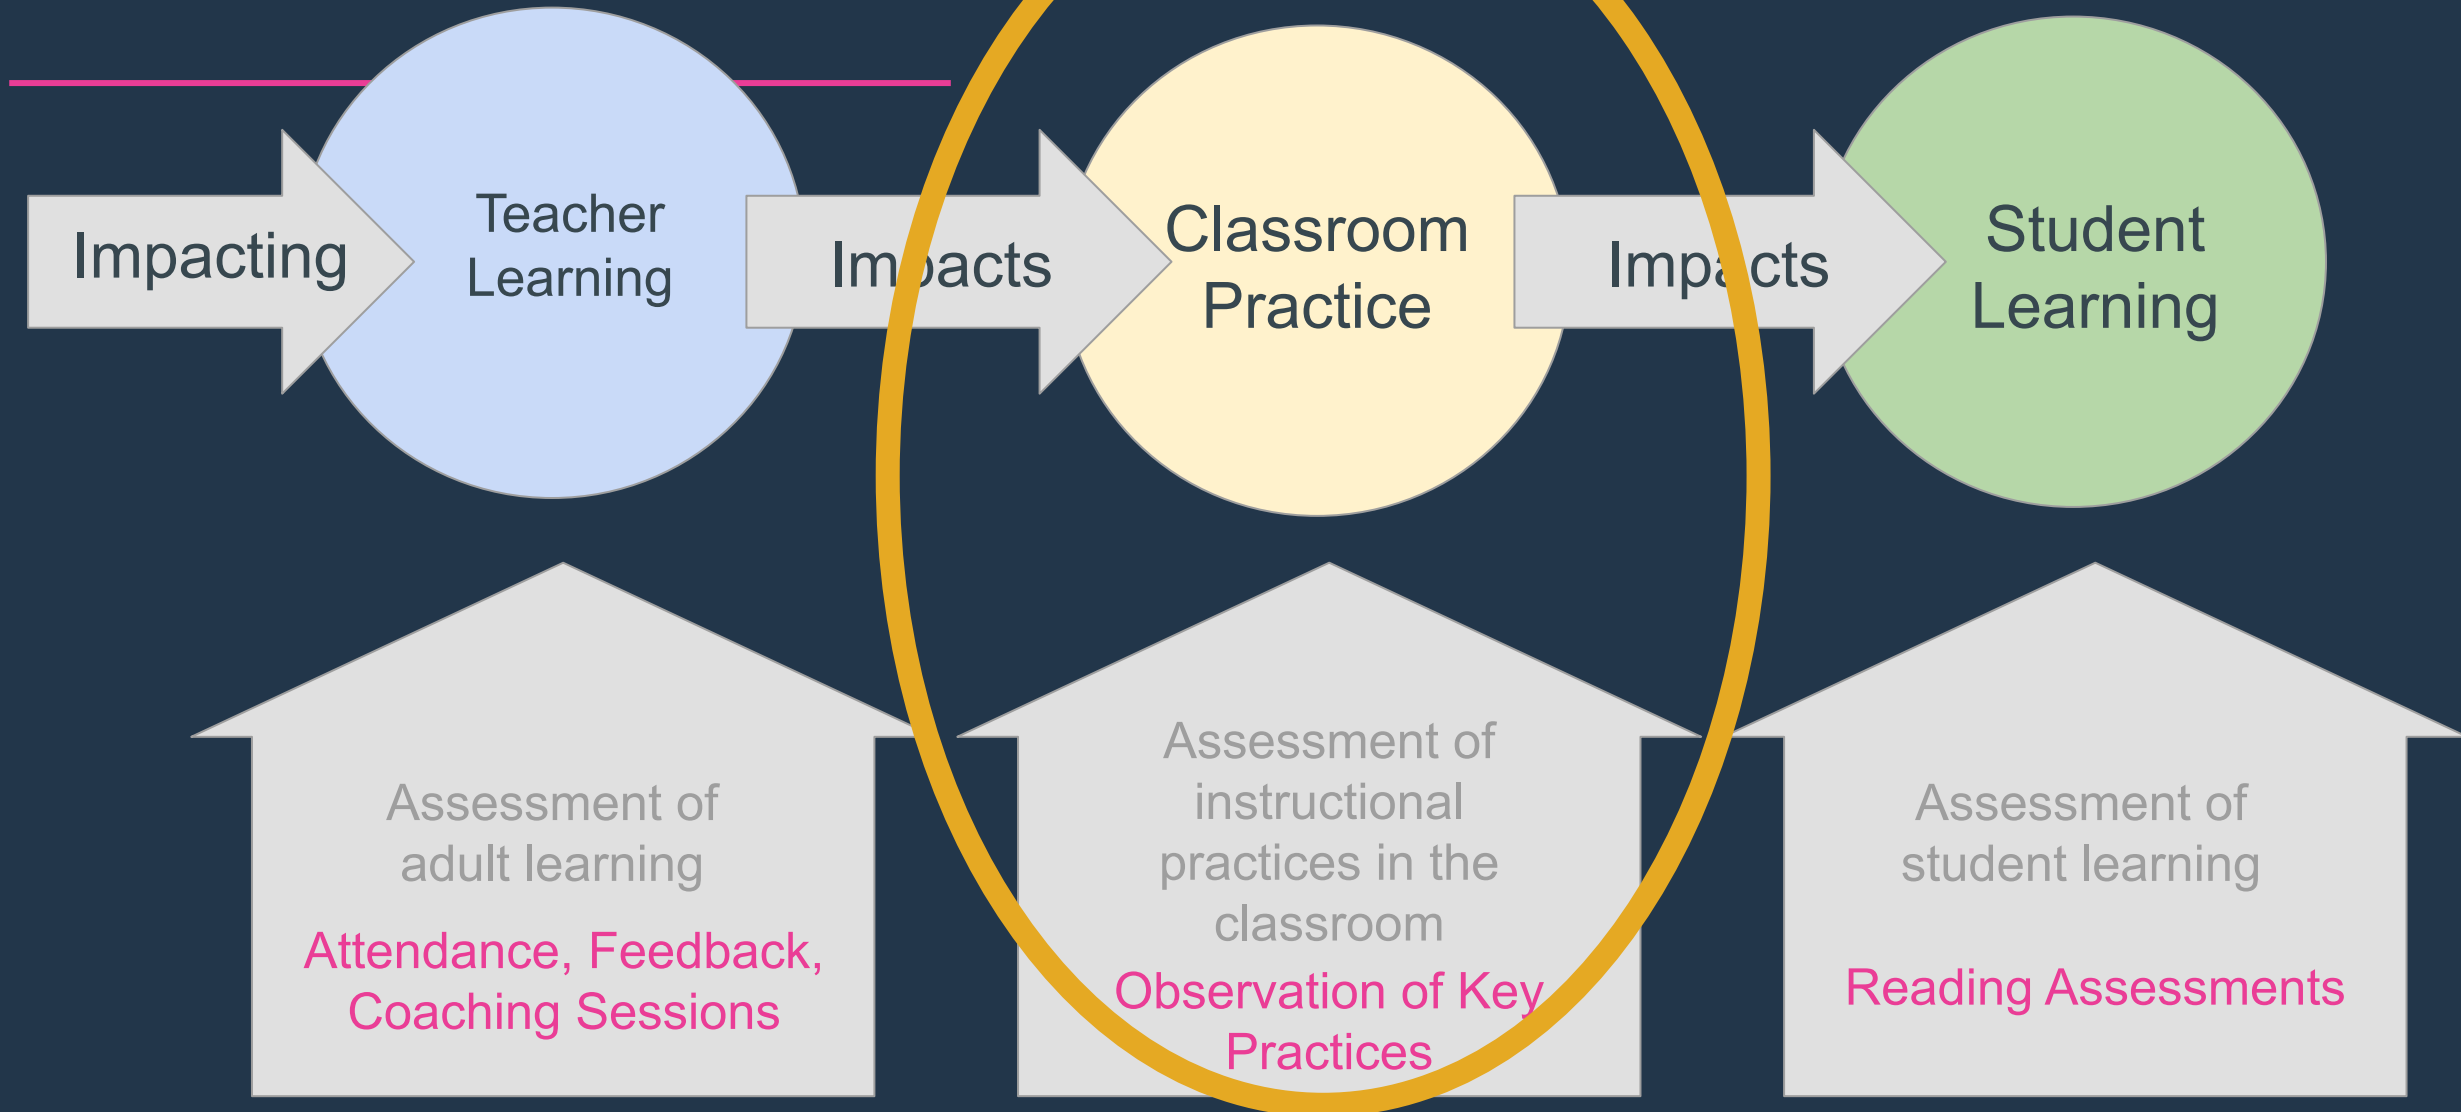 Impacting
Teacher
Learning
Impacts
Classroom
Practice
Impacts
Student
Learning
Assessment of
adult learning
Attendance, Feedback,
Coaching Sessions
Assessment of
instructional
practices in the
classroom
Observation of Key
Practices
Assessment of
student learning
Reading Assessments